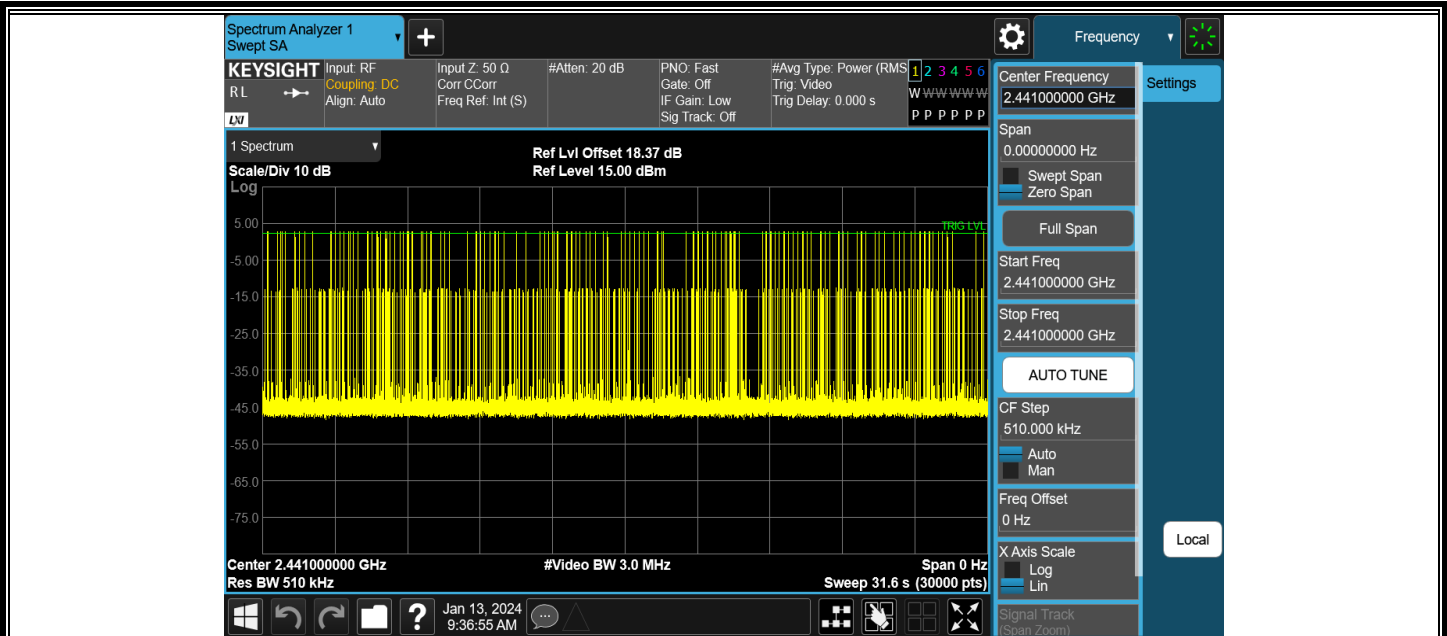 Spectrum Analyzer 1
Swept SA
Frequency
KEYSIGHT
R L
LXI
Input: RF
Coupling: DC
Align: Auto
Input Z: 50 Ω
Corr CCorr
Freq Ref: Int (S)
#Atten: 20 dB
PNO: Fast
Gate: Off
IF Gain: Low
Sig Track: Off
#Avg Type: Power (RMS
Trig: Video
Trig Delay: 0.000 s
1 2 3 4 5 6
W W W W W W
P P P P P P
1 Spectrum
Scale/Div 10 dB
Log
Ref Lvl Offset 18.37 dB
Ref Level 15.00 dBm
TRIG LVL
5.00
-5.00
-15.0
-25.0
-35.0
-45.0
-55.0
-65.0
-75.0
Center 2.441000000 GHz
Res BW 510 kHz
#Video BW 3.0 MHz
Span 0 Hz
Sweep 31.6 s (30000 pts)
Jan 13, 2024
9:36:55 AM
Center Frequency
2.441000000 GHz
Span
0.00000000 Hz
Swept Span
Zero Span
Full Span
Start Freq
2.441000000 GHz
Stop Freq
2.441000000 GHz
AUTO TUNE
CF Step
510.000 kHz
Auto
Man
Freq Offset
0 Hz
X Axis Scale
Log
Lin
Signal Track
(Span Zoom)
Settings
Local